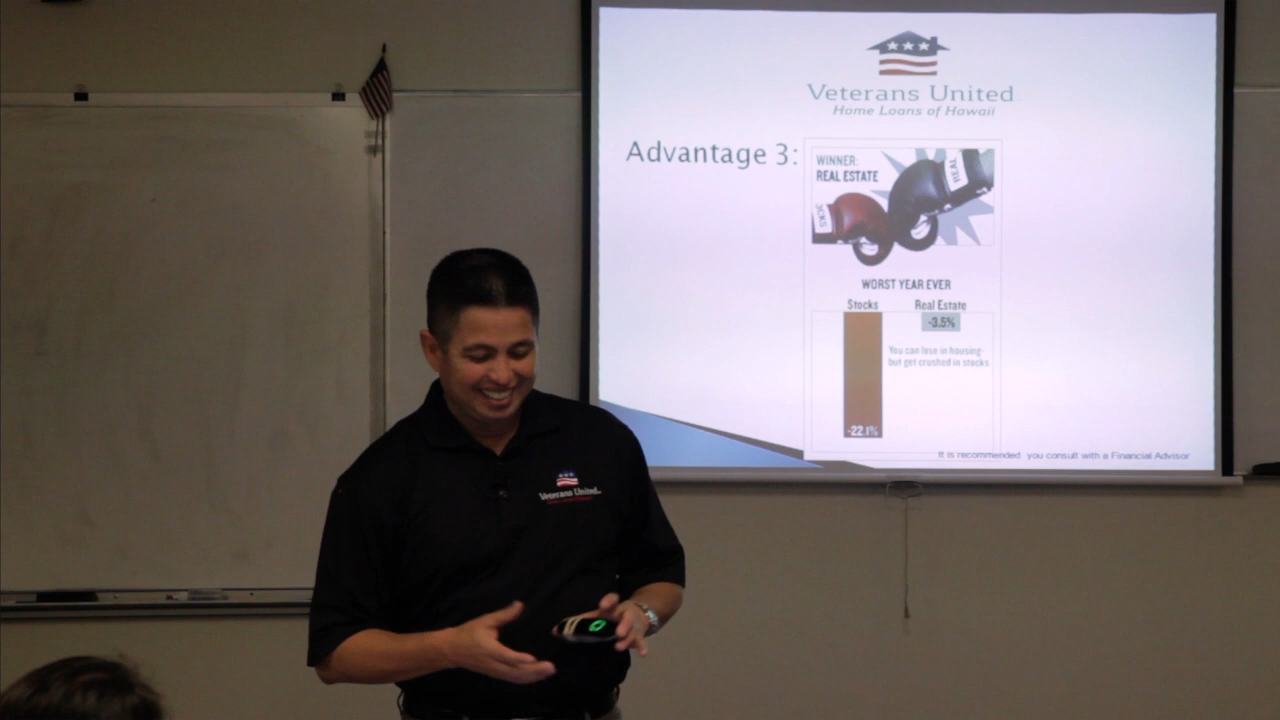 Veterans United
Home Loans of Hawaii
Advantage 3:
WINNER:
REAL ESTATE
REAL
OCKS
WORST YEAR EVER
Stocks Real Estate
-3.5%
You can lose in housing
but get crushed in stocks
-22.1%
It is recommended you consult with a Financial Advisor
Veterans United